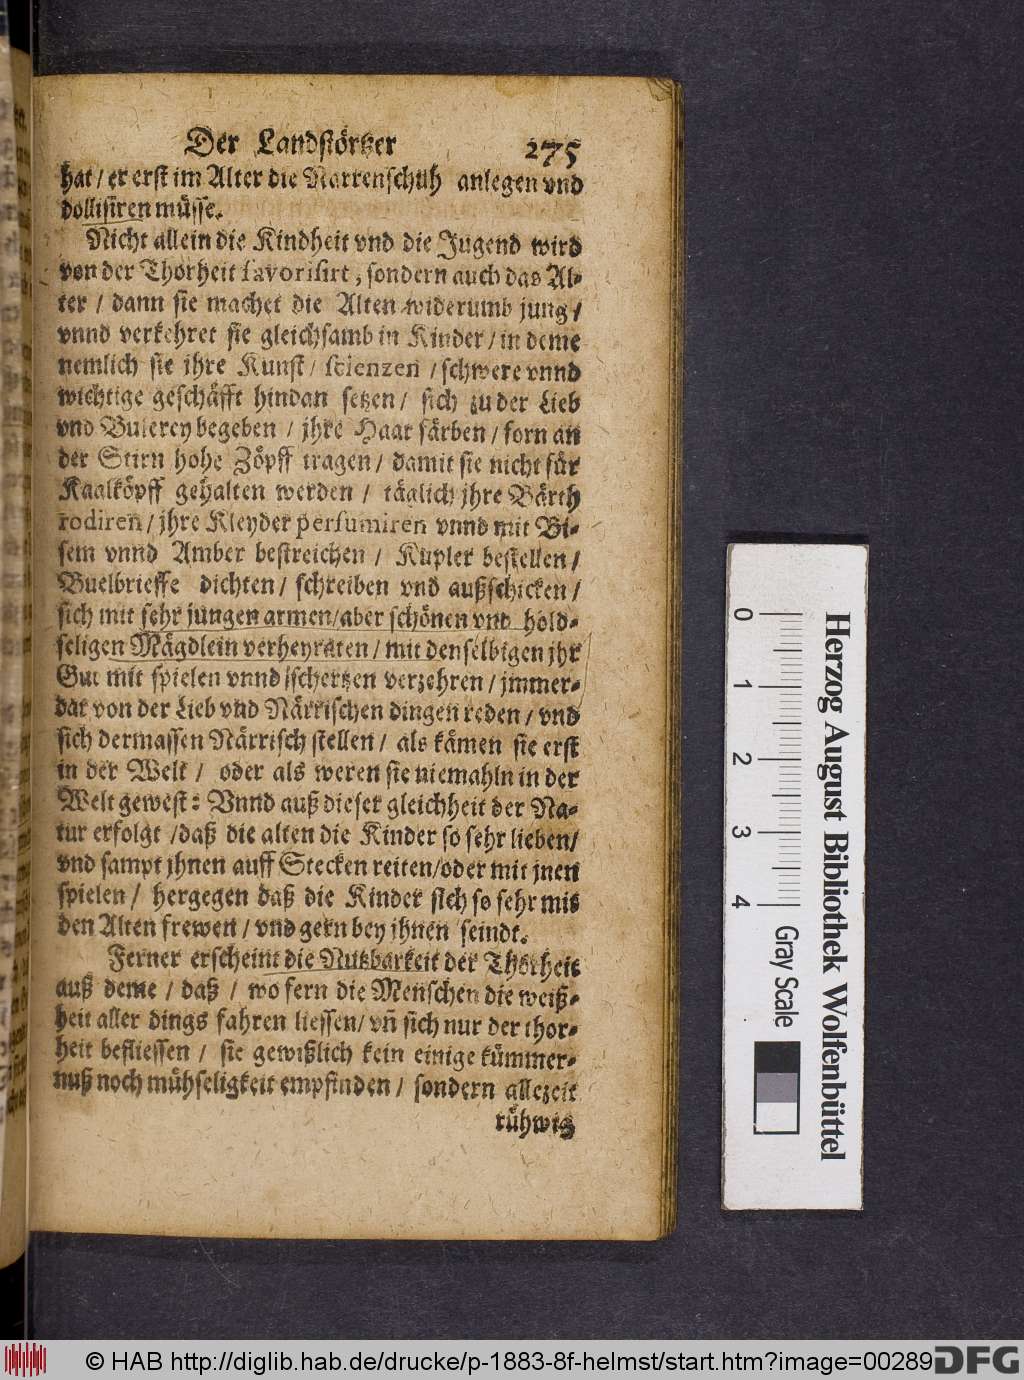 Der Landstörtzer 275
hat / er erst im Alter die Narrenschuh anlegen vnd
dollisiren müsse.
Nicht allein die Kindheit vnd die Jugend wird
von der Thorheit favorisirt, sondern auch das Al-
ter / dann sie machet die Alten widerumb jung /
vnnd verkehret sie gleichsamb in Kinder / in deme
nemlich sie ihre Kunst / scienzen / schwere vnnd
wichtige geschäfft hindan setzen / sich zu der Lieb
vnd Bulerey begeben / jhre Haar färben / forn an
der Stirn hohe Zöpff tragen / damit sie nicht für
Kaalköpff gehalten werden / täglich jhre Bärth
rodiren / jhre Kleyder perfumiren vnnd mit Bi-
sem vnnd Amber bestreichen / Kupler bestellen /
Buelbrieffe dichten / schreiben vnd außschicken /
sich mit sehr jungen armen / aber schönen vnd hold-
seligen Mägdlein verheyraten / mit denselbigen jhr
Gut mit spielen vnnd schertzen verzehren / jmmer-
dar von der Lieb vnd Närrischen dingen reden / vnd
sich dermassen Närrisch stellen / als kämen sie erst
in der Welt / oder als weren sie niemahln in der
Welt gewest: Vnnd auß dieser gleichheit der Na-
tur erfolgt / daß die alten die Kinder so sehr lieben /
vnd sampt jhnen auff Stecken reiten / oder mit jnen
spielen / hergegen daß die Kinder sich so sehr mit
den Alten frewen / vnd gern bey jhnen seindt.
Ferner erscheint die Nutzbarkeit der Thorheit
auß deme / daß / wo fern die Menschen die weiß-
heit aller dings fahren liessen / vñ sich nur der thor-
heit befliessen / sie gewißlich kein einige kümmer-
nuß noch mühseligkeit empfinden / sondern allezeit
rühwig
0 1 2 3 4
Gray Scale
Herzog August Bibliothek Wolfenbüttel
© HAB http://diglib.hab.de/drucke/p-1883-8f-helmst/start.htm?image=00289
DFG